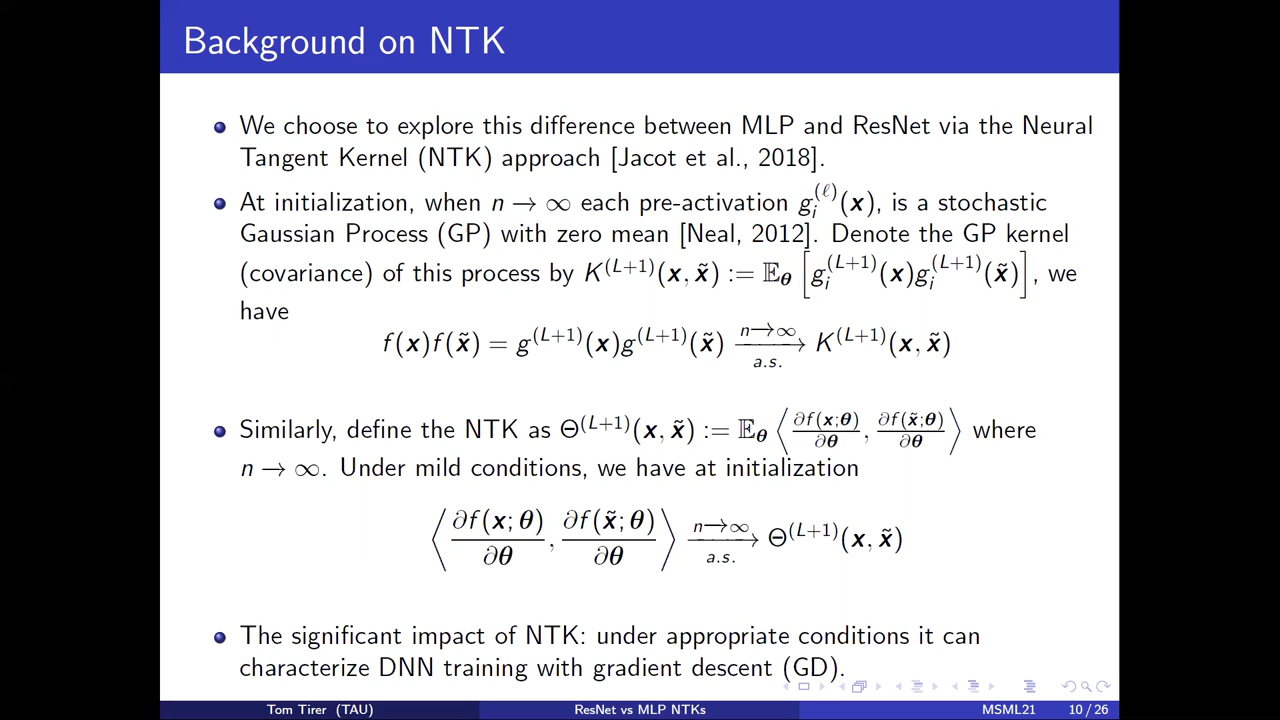 Background on NTK
We choose to explore this difference between MLP and ResNet via the Neural
Tangent Kernel (NTK) approach [Jacot et al., 2018].
At initialization, when n → ∞ each pre-activation g_i^{(ℓ)}(x), is a stochastic
Gaussian Process (GP) with zero mean [Neal, 2012]. Denote the GP kernel
(covariance) of this process by K^{(L+1)}(x, x̃) := 𝔼_θ [g_i^{(L+1)}(x)g_i^{(L+1)}(x̃)], we
have
f(x)f(x̃) = g^{(L+1)}(x)g^{(L+1)}(x̃) \xrightarrow[a.s.]{n→∞} K^{(L+1)}(x, x̃)
Similarly, define the NTK as Θ^{(L+1)}(x, x̃) := 𝔼_θ ⟨∂f(x;θ)/∂θ, ∂f(x̃;θ)/∂θ⟩ where
n → ∞. Under mild conditions, we have at initialization
⟨∂f(x; θ)/∂θ, ∂f(x̃; θ)/∂θ⟩ \xrightarrow[a.s.]{n→∞} Θ^{(L+1)}(x, x̃)
The significant impact of NTK: under appropriate conditions it can
characterize DNN training with gradient descent (GD).
Tom Tirer (TAU) ResNet vs MLP NTKs MSML21 10 / 26